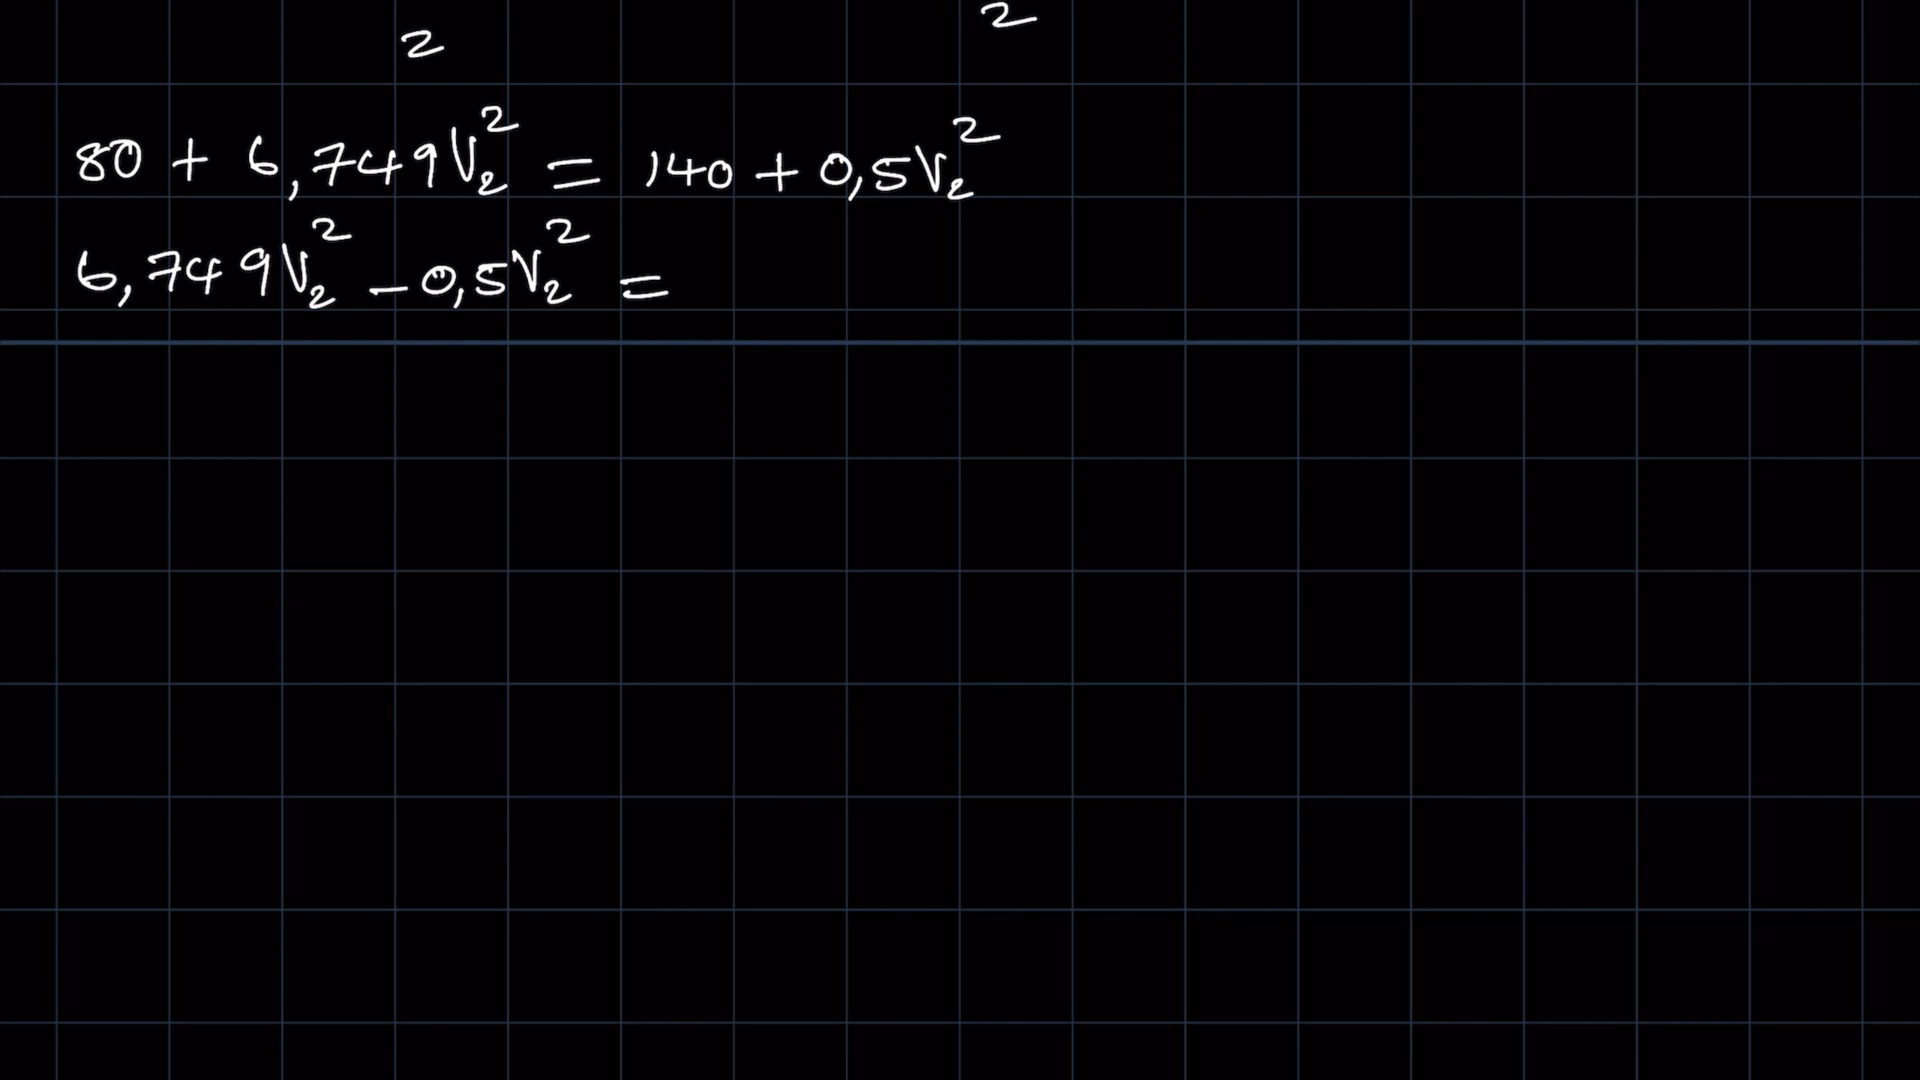 2 2
80 + 6,749V₂² = 140 + 0,5V₂²
6,749V₂² - 0,5V₂² =